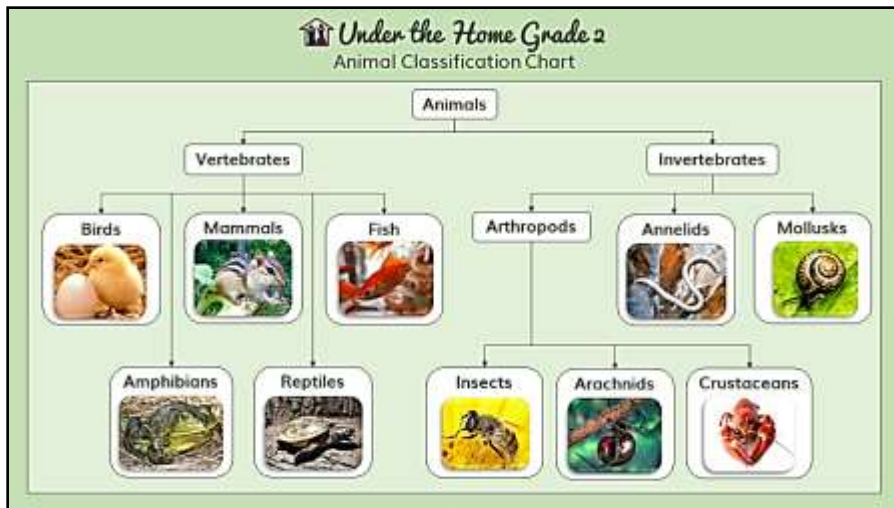 Under the Home Grade 2
Animal Classification Chart
Animals
Vertebrates
Invertebrates
Birds
Mammals
Fish
Arthropods
Annelids
Mollusks
Amphibians
Reptiles
Insects
Arachnids
Crustaceans